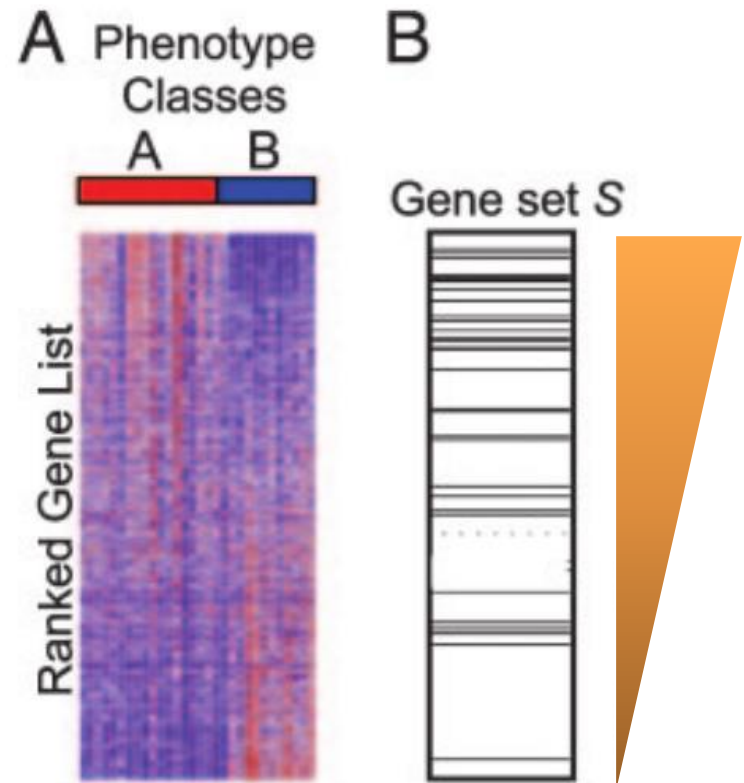 A
Phenotype
Classes
A B
Ranked Gene List
B
Gene set S